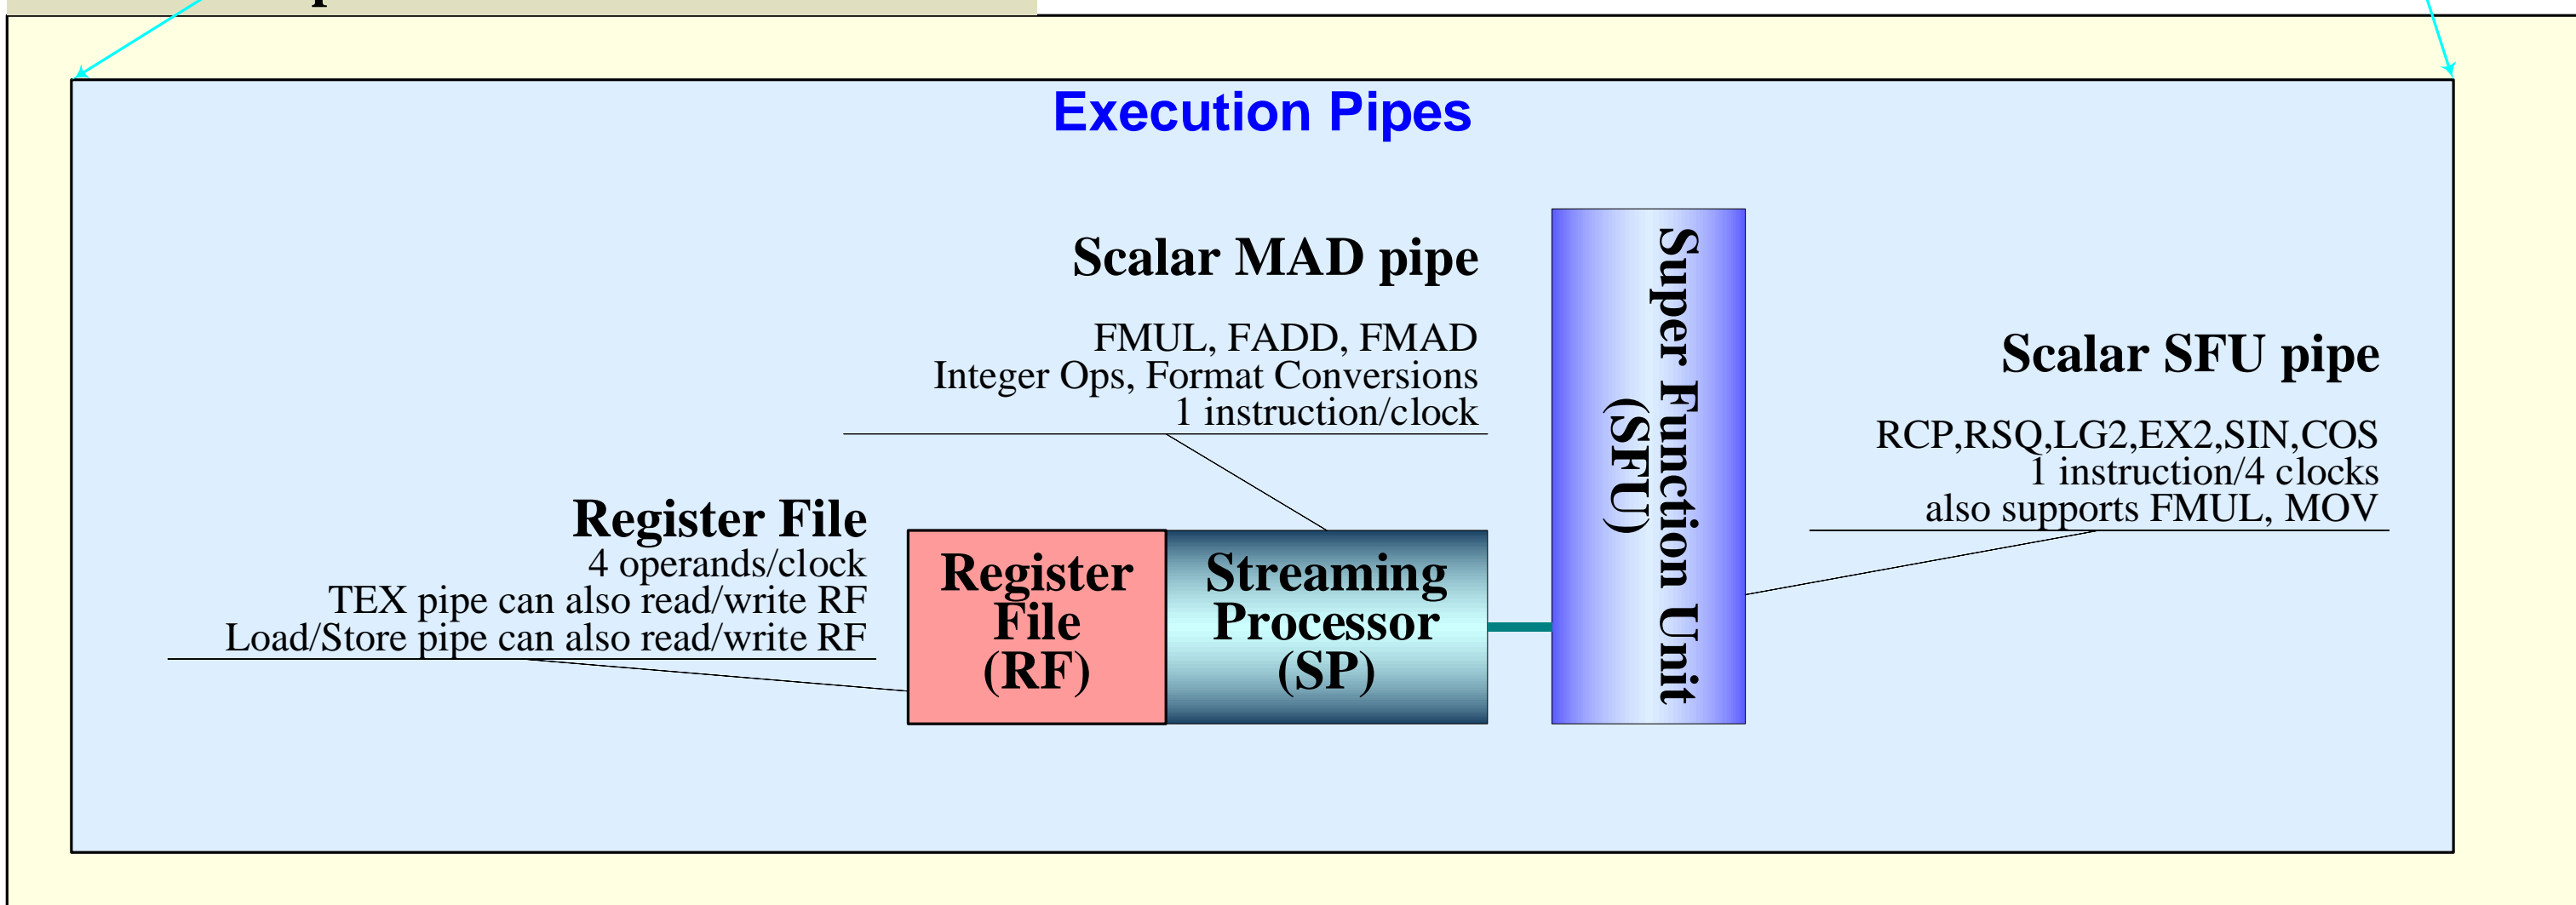 Execution Pipes
Scalar MAD pipe
FMUL, FADD, FMAD
Integer Ops, Format Conversions
1 instruction/clock
Register File
4 operands/clock
TEX pipe can also read/write RF
Load/Store pipe can also read/write RF
Register
File
(RF)
Streaming
Processor
(SP)
Super Function Unit
(SFU)
Scalar SFU pipe
RCP,RSQ,LG2,EX2,SIN,COS
1 instruction/4 clocks
also supports FMUL, MOV